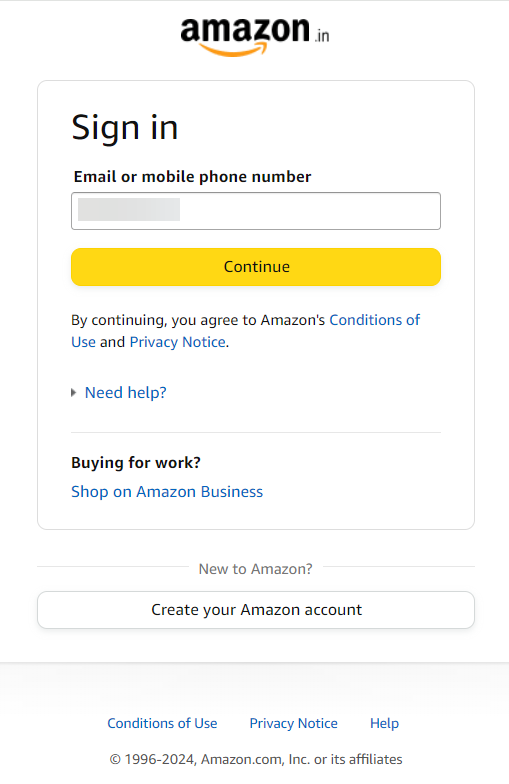 amazon.in
Sign in
Email or mobile phone number
Continue
By continuing, you agree to Amazon's Conditions of
Use and Privacy Notice.
Need help?
Buying for work?
Shop on Amazon Business
New to Amazon?
Create your Amazon account
Conditions of Use Privacy Notice Help
© 1996-2024, Amazon.com, Inc. or its affiliates